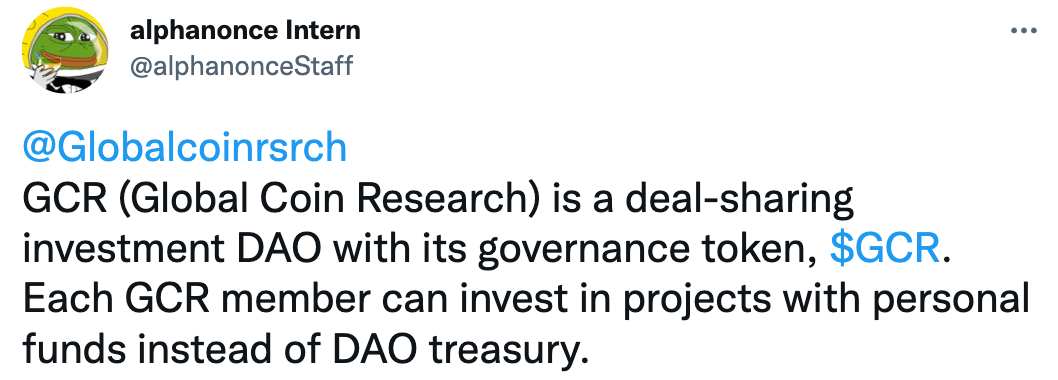 alphanonce Intern
@alphanonceStaff
@Globalcoinrsrch
GCR (Global Coin Research) is a deal-sharing
investment DAO with its governance token, $GCR.
Each GCR member can invest in projects with personal
funds instead of DAO treasury.